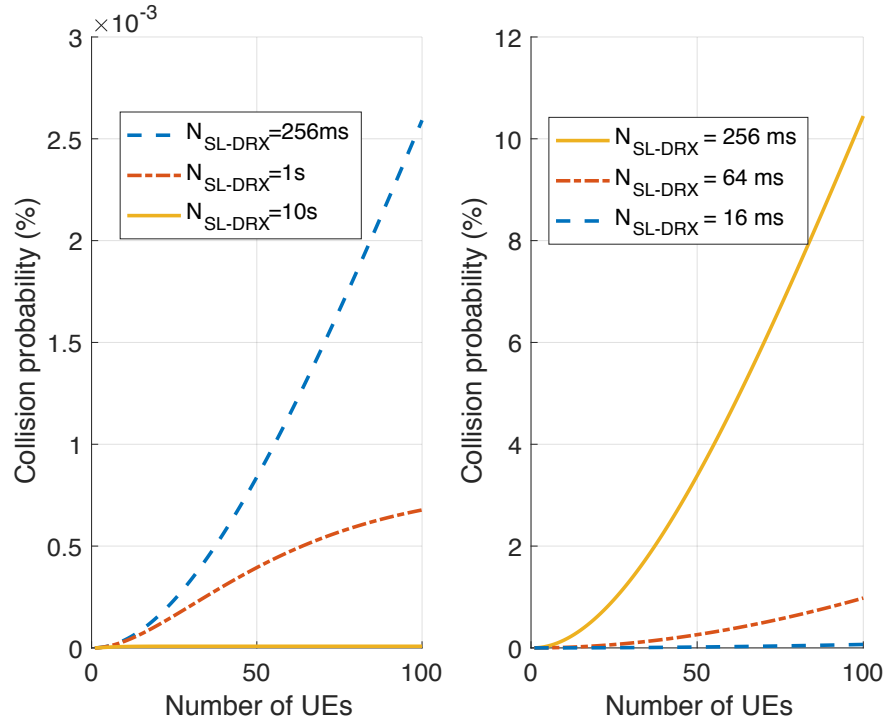 ×10⁻³
3
2.5
2
1.5
1
0.5
0
0
50
100
Collision probability (%)
Number of UEs
N_SL-DRX=256ms
N_SL-DRX=1s
N_SL-DRX=10s
12
10
8
6
4
2
0
0
50
100
Collision probability (%)
Number of UEs
N_SL-DRX = 256 ms
N_SL-DRX = 64 ms
N_SL-DRX = 16 ms